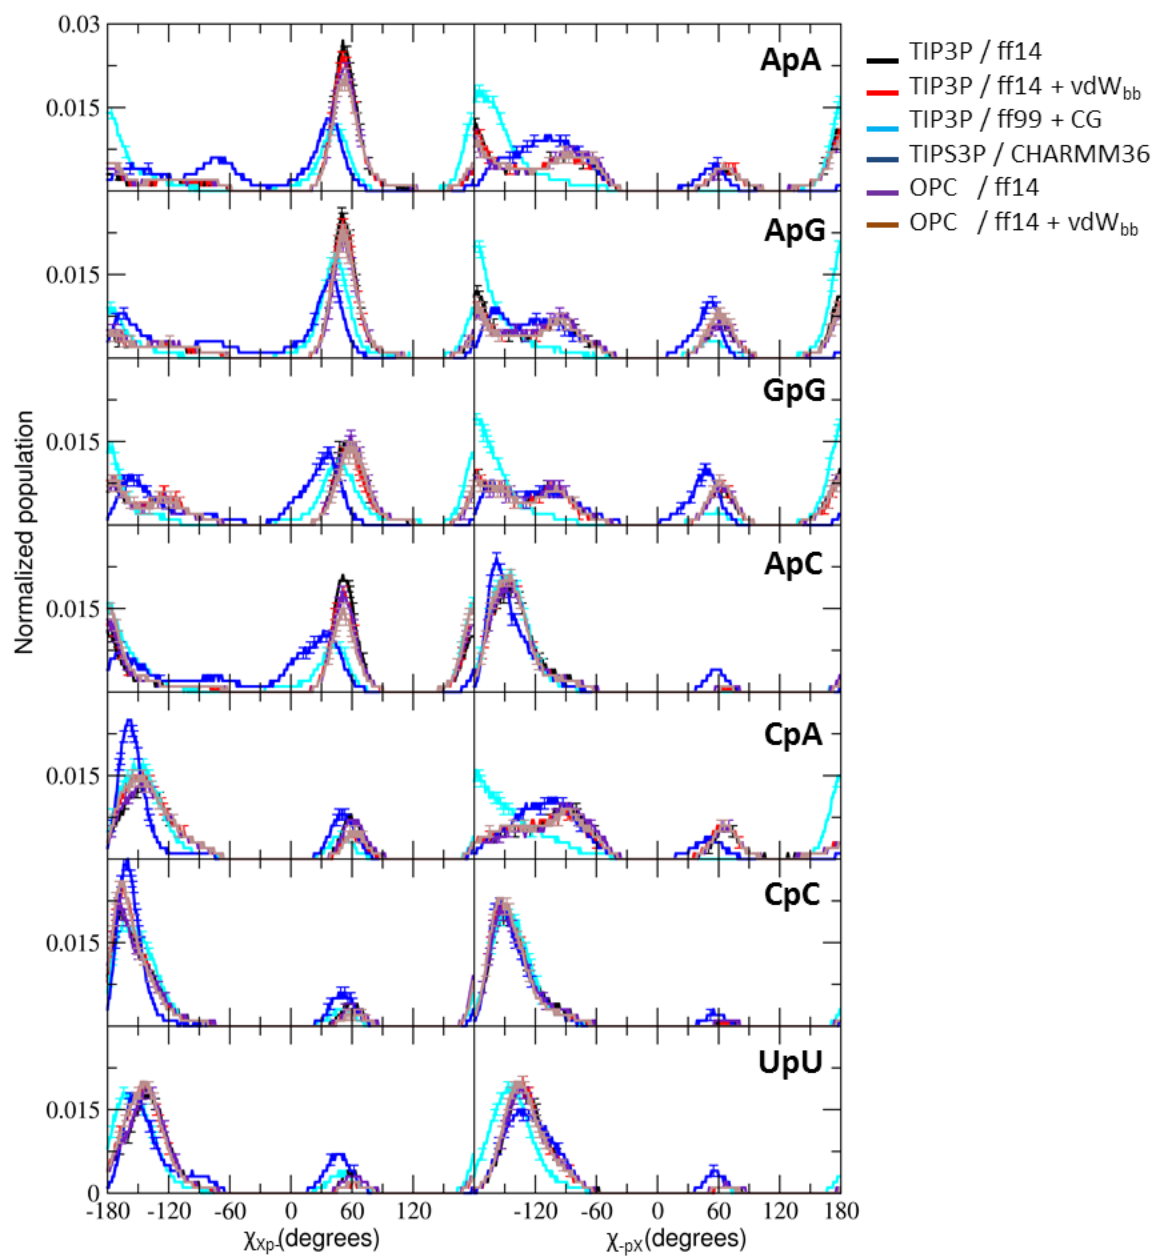 0.03
ApA
0.015
ApG
0.015
GpG
0.015
ApC
0.015
CpA
0.015
CpC
0.015
UpU
0.015
0
Normalized population
-180 -120 -60 0 60 120 -120 -60 0 60 120 180
χXp-(degrees) χ-pX(degrees)
TIP3P / ff14
TIP3P / ff14 + vdWbb
TIP3P / ff99 + CG
TIPS3P / CHARMM36
OPC / ff14
OPC / ff14 + vdWbb